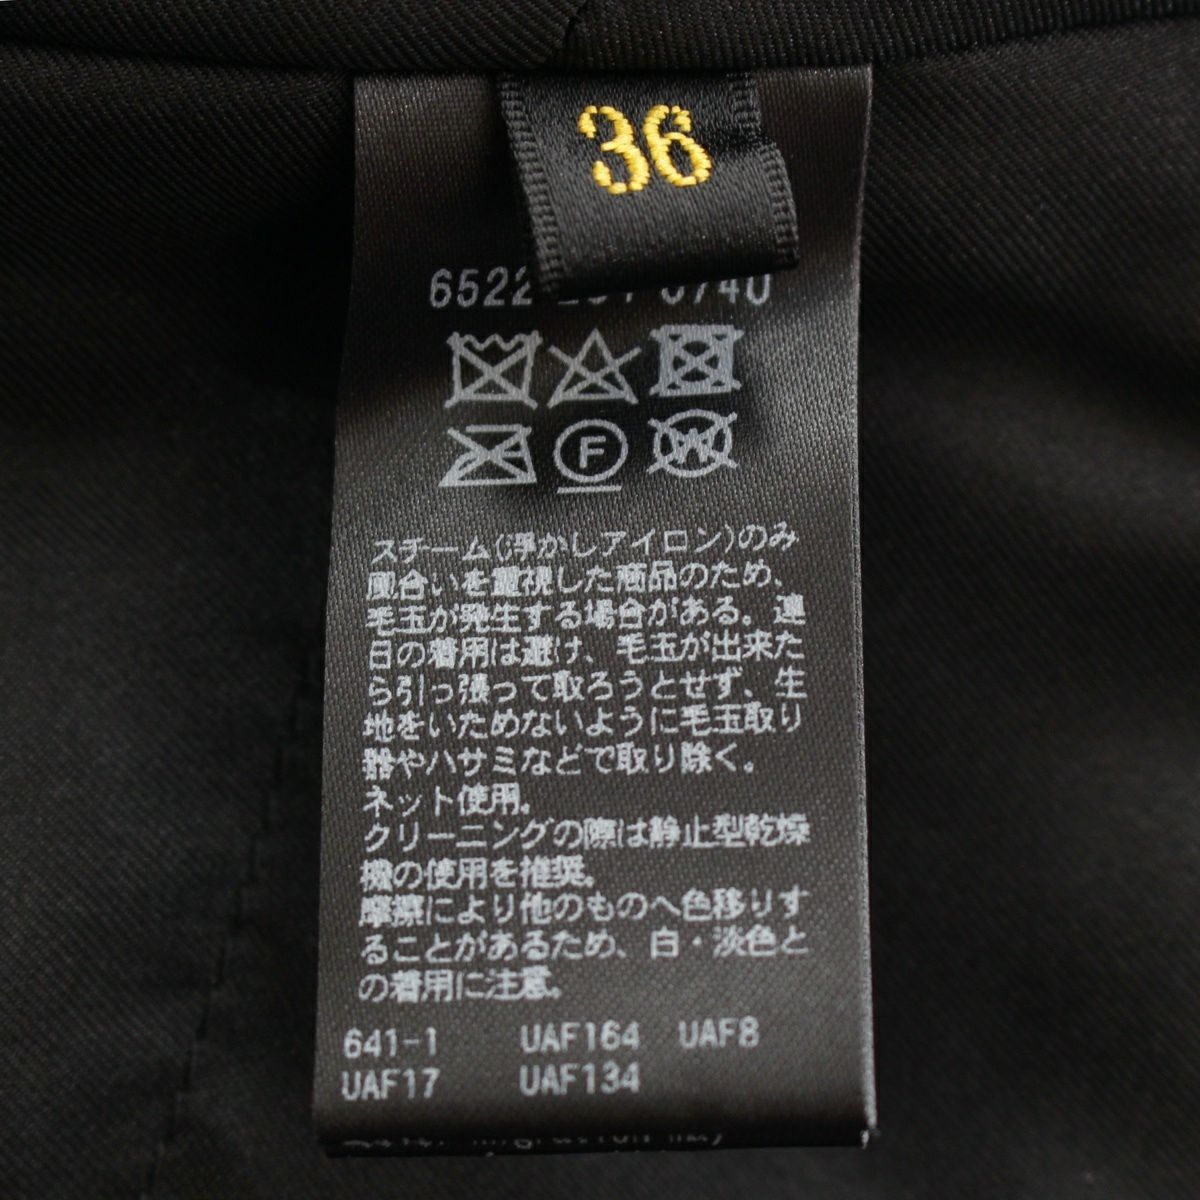 36
6522
0740
F
W
スチーム(浮かしアイロン)のみ
風合いを重視した商品のため、
毛玉が発生する場合がある。連
日の着用は避け、毛玉が出来た
ら引っ張って取ろうとせず、生
地をいためないように毛玉取り
器やハサミなどで取り除く。
ネット使用。
クリーニングの際は静止型乾燥
機の使用を推奨。
摩擦により他のものへ色移りす
ることがあるため、白・淡色と
の着用に注意。
641-1 UAF164 UAF8
UAF17 UAF134